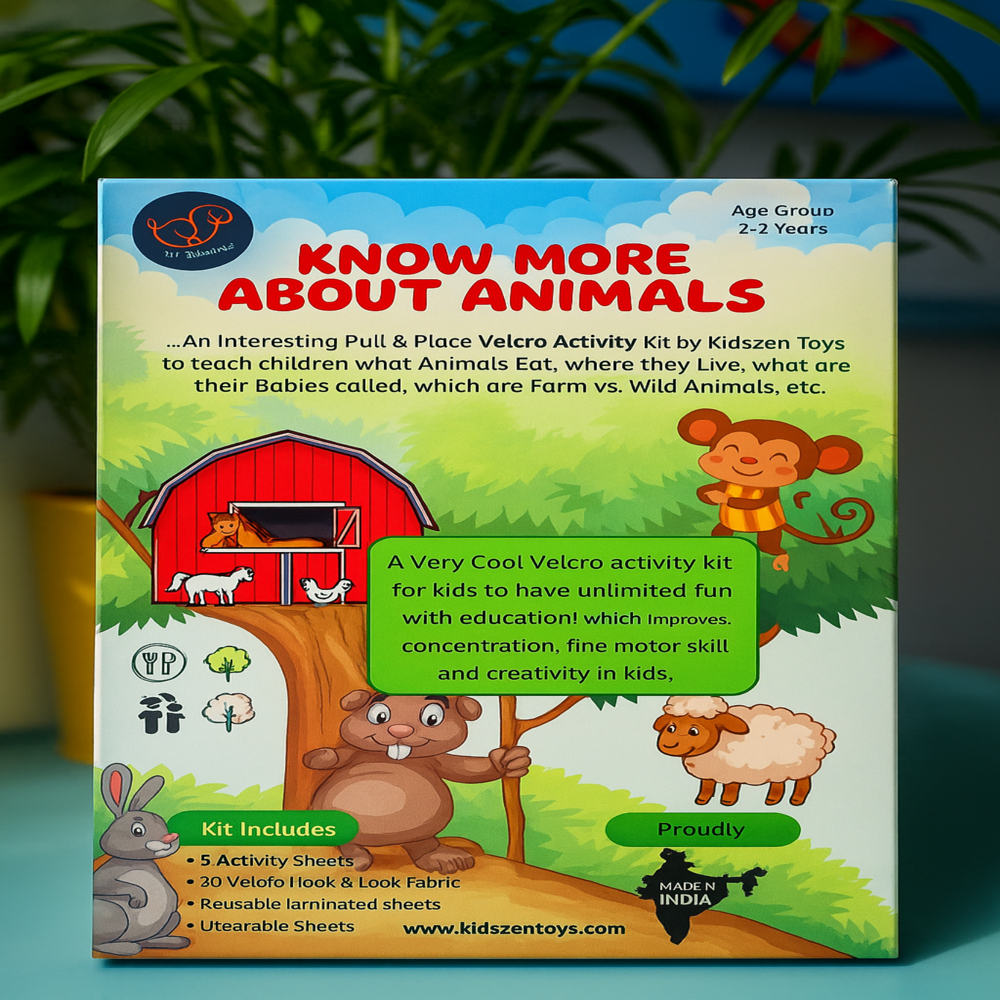 Age Group
2-2 Years
KNOW MORE
ABOUT ANIMALS
...An Interesting Pull & Place Velcro Activity Kit by Kidszen Toys
to teach children what Animals Eat, where they Live, what are
their Babies called, which are Farm vs. Wild Animals, etc.
A Very Cool Velcro activity kit
for kids to have unlimited fun
with education! which Improves.
concentration, fine motor skill
and creativity in kids,
Kit Includes
• 5 Activity Sheets
• 20 Velofo Hook & Look Fabric
• Reusable larninated sheets
• Utearable Sheets
www.kidszentoys.com
Proudly
MADE N
INDIA